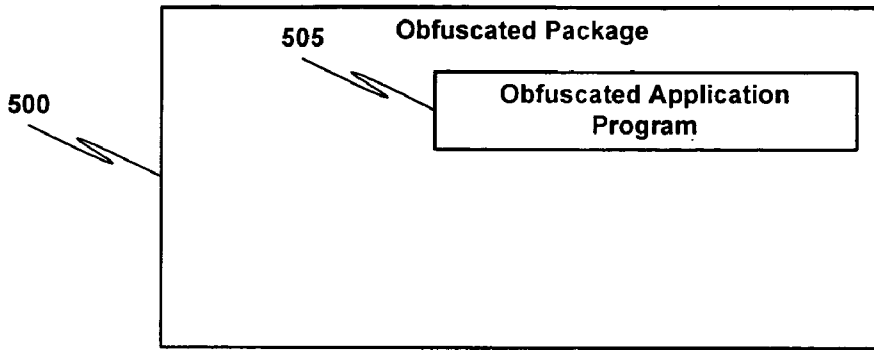 505
Obfuscated Package
500
Obfuscated Application
Program